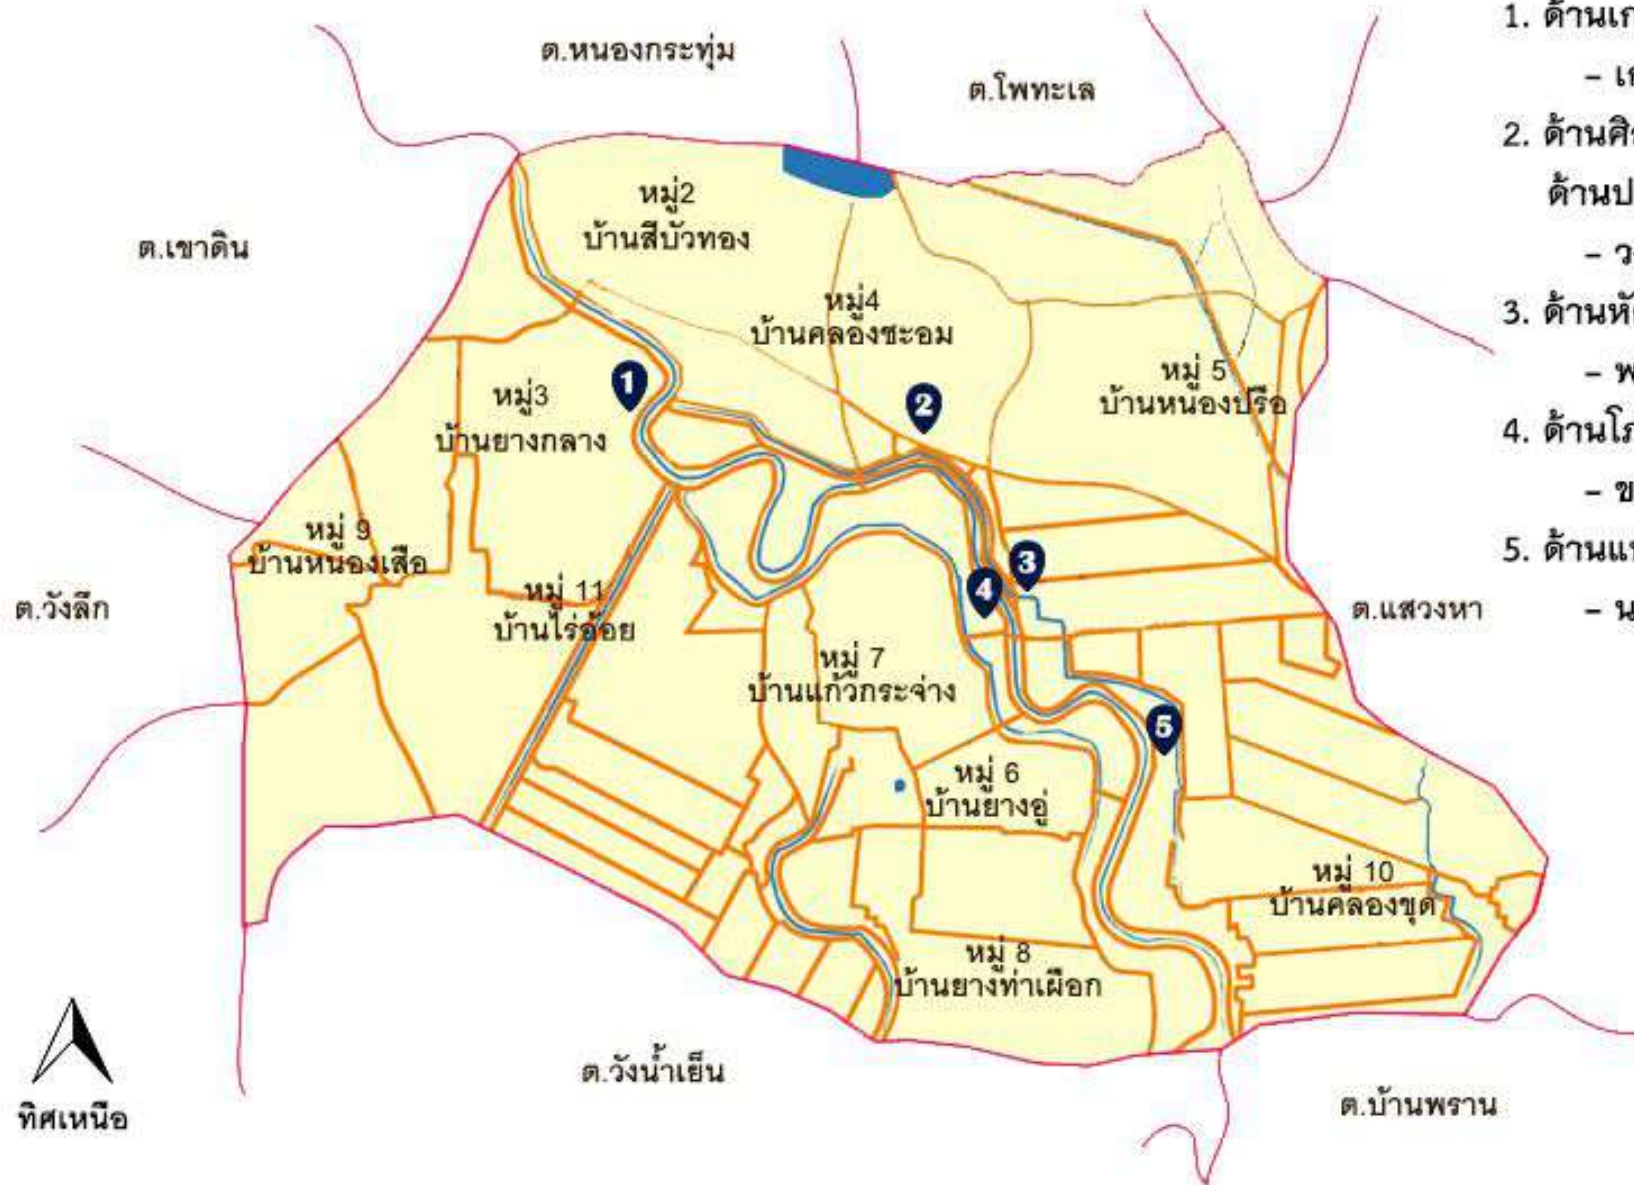 ต.หนองกระทุ่ม
ต.โพทะเล
ต.เขาดิน
หมู่2
บ้านสีบัวทอง
หมู่4
บ้านคลองชะอม
หมู่ 5
บ้านหนองปรือ
1
2
หมู่3
บ้านยางกลาง
หมู่ 9
บ้านหนองเสือ
หมู่ 11
บ้านไร่อ้อย
3
4
ต.วังลึก
ต.แสวงหา
หมู่ 7
บ้านแก้วกระจ่าง
5
หมู่ 6
บ้านยางอู่
หมู่ 10
บ้านคลองขุด
หมู่ 8
บ้านยางท่าเผือก
ต.วังน้ำเย็น
ต.บ้านพราน
ทิศเหนือ
1. ด้านเก
2. ด้านศิ
ด้านป
3. ด้านหั
4. ด้านโภ
5. ด้านแ